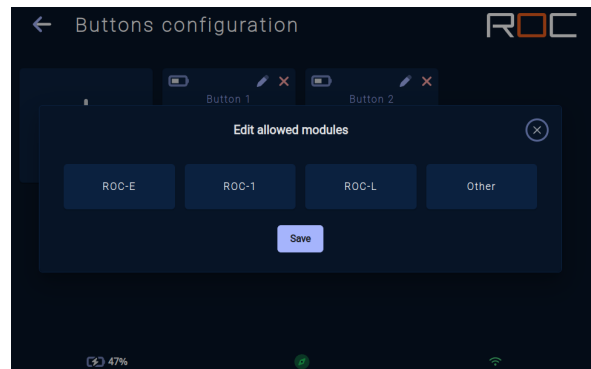 Buttons configuration
ROC
Button 1
Button 2
Edit allowed modules
ROC-E
ROC-1
ROC-L
Other
Save
47%